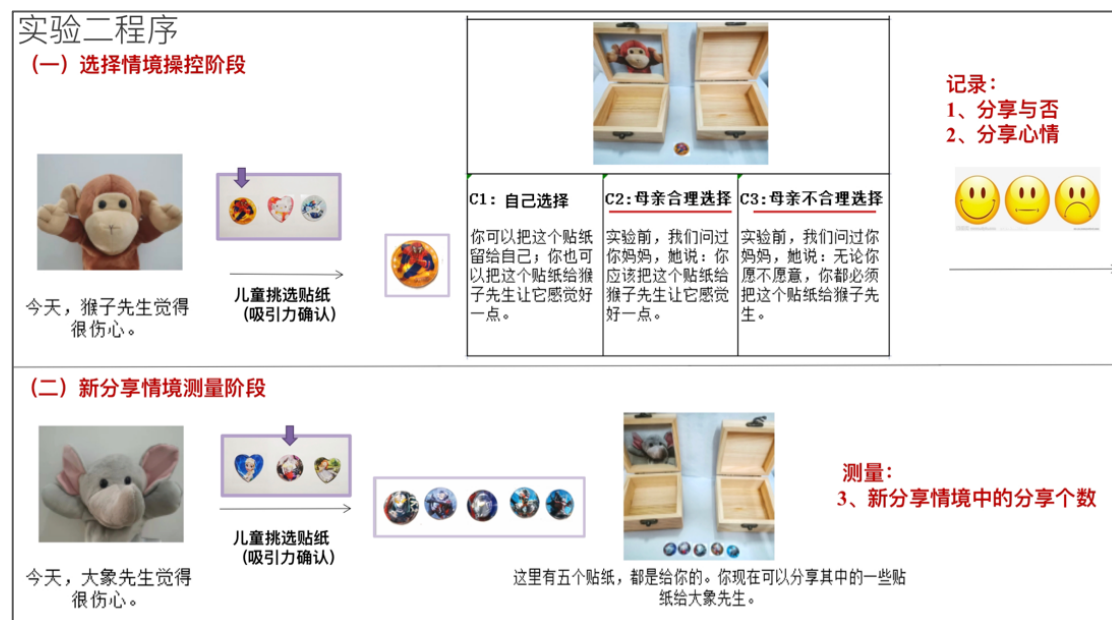 实验二程序
（一）选择情境操控阶段
记录：
1、分享与否
2、分享心情
今天，猴子先生觉得
很伤心。
儿童挑选贴纸
（吸引力确认）
C1：自己选择
你可以把这个贴纸
留给自己；你也可
以把这个贴纸给猴
子先生让它感觉好
一点。
C2:母亲合理选择
实验前，我们问过
你妈妈，她说：你
应该把这个贴纸给
猴子先生让它感觉
好一点。
C3:母亲不合理选择
实验前，我们问过你
妈妈，她说：无论你
愿不愿意，你都必须
把这个贴纸给猴子先
生。
（二）新分享情境测量阶段
今天，大象先生觉得
很伤心。
儿童挑选贴纸
（吸引力确认）
这里有五个贴纸，都是给你的。你现在可以分享其中的一些贴
纸给大象先生。
测量：
3、新分享情境中的分享个数